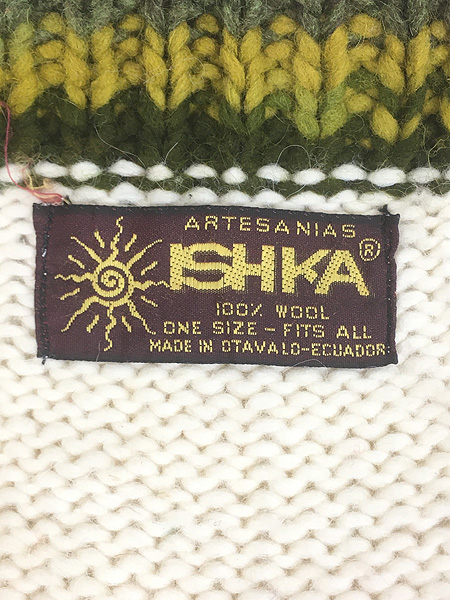 ARTESANIAS
ISHKA®
100% WOOL
ONE SIZE - FITS ALL
MADE IN OTAVALO-ECUADOR